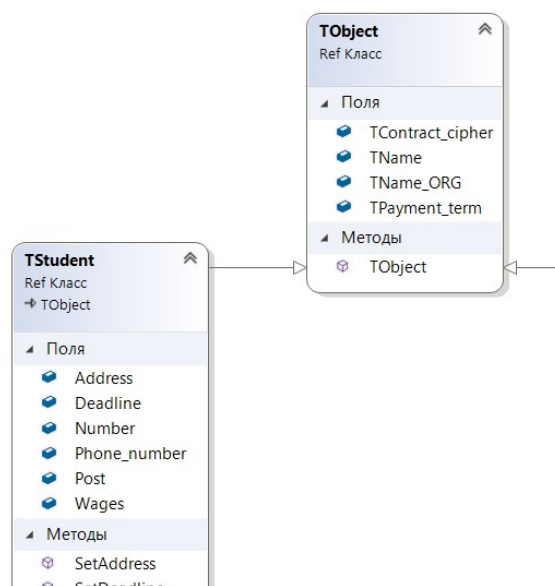 TObject
Ref Класс
Поля
TContract_cipher
TName
TName_ORG
TPayment_term
Методы
TObject
TStudent
Ref Класс
TObject
Поля
Address
Deadline
Number
Phone_number
Post
Wages
Методы
SetAddress
SetDeadline